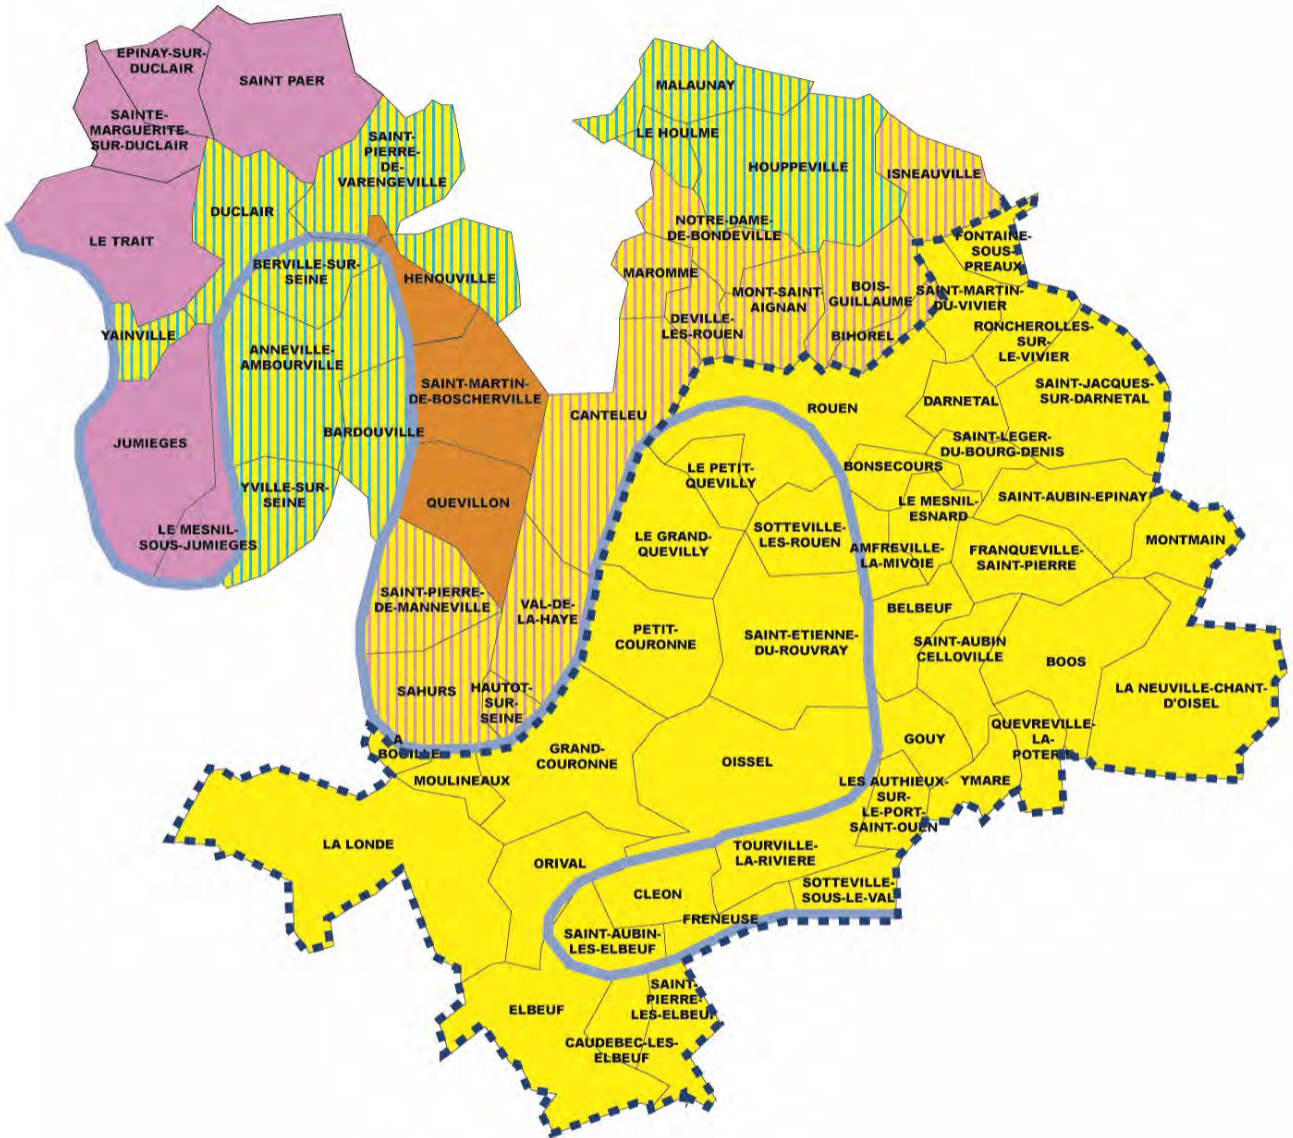 EPINAY-SUR-
DUCLAIR
SAINT PAER
SAINTE-
MARGUERITE-
SUR-DUCLAIR
SAINT-
PIERRE-
DE-
VARENGEVILLE
DUCLAIR
LE TRAIT
BERVILLE-SUR-
SEINE
HENOUVILLE
YAINVILLE
ANNEVILLE-
AMBOURVILLE
SAINT-MARTIN-
DE-BOSCHERVILLE
BARDOUVILLE
JUMIEGES
YVILLE-SUR-
SEINE
QUEVILLON
LE MESNIL-
SOUS-JUMIEGES
SAINT-PIERRE-
DE-MANNEVILLE
VAL-DE-
LA-HAYE
SAHURS
HAUTOT-
SUR-
SEINE
MALAUNAY
LE HOULME
HOUPPEVILLE
ISNEAUVILLE
NOTRE-DAME-
DE-BONDEVILLE
MAROMME
MONT-SAINT-
AIGNAN
BOIS-
GUILLAUME
DEVILLE-
LES-ROUEN
BIHOREL
CANTELEU
FONTAINE-
SOUS-
PREAUX
SAINT-MARTIN-
DU-VIVIER
RONCHEROLLES-
SUR-
LE-VIVIER
SAINT-JACQUES-
SUR-DARNETAL
ROUEN
DARNETAL
SAINT-LEGER-
DU-BOURG-DENIS
BONSECOURS
LE PETIT-
QUEVILLY
LE MESNIL-
ESNARD
SAINT-AUBIN-EPINAY
LE GRAND-
QUEVILLY
SOTTEVILLE-
LES-ROUEN
AMFREVILLE-
LA-MIVOIE
FRANQUEVILLE-
SAINT-PIERRE
MONTMAIN
BELBEUF
PETIT-
COURONNE
SAINT-ETIENNE-
DU-ROUVRAY
SAINT-AUBIN
CELLOVILLE
BOOS
LA NEUVILLE-CHANT-
D'OISEL
A
BOUILLE
MOULINEAUX
GRAND-
COURONNE
OISSEL
GOUY
QUEVREVILLE-
LA-
POTERIE
YMARE
LES AUTHIEUX-
SUR-
LE-PORT-
SAINT-OUEN
LA LONDE
ORIVAL
TOURVILLE-
LA-RIVIERE
CLEON
SOTTEVILLE-
SOUS-LE-VAL
FRENEUSE
SAINT-AUBIN-
LES-ELBEUF
ELBEUF
SAINT-
PIERRE-
LES-ELBEUF
CAUDEBEC-LES-
ELBEUF